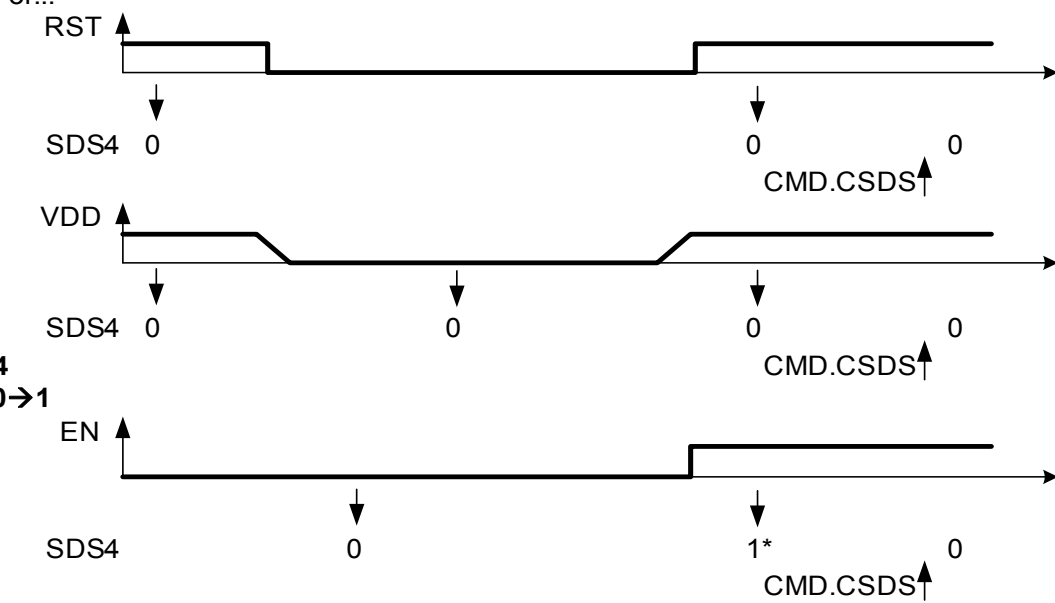 RST
SDS4 0 0 0
CMD.CSDS
VDD
SDS4 0 0 0 0
CMD.CSDS
4
0→1
EN
SDS4 0 1* 0
CMD.CSDS